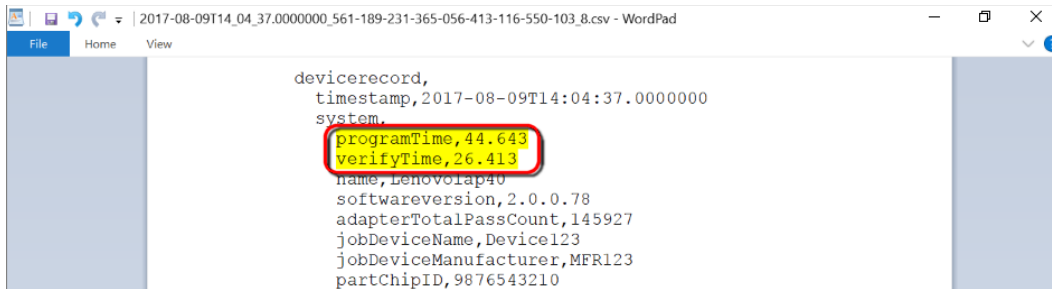 2017-08-09T14_04_37.0000000_561-189-231-365-056-413-116-550-103_8.csv - WordPad
File Home View
devicerecord,
timestamp,2017-08-09T14:04:37.0000000
system,
programTime,44.643
verifyTime,26.413
name,Lenovolap40
softwareversion,2.0.0.78
adapterTotalPassCount,145927
jobDeviceName,Device123
jobDeviceManufacturer,MFR123
partChipID,9876543210